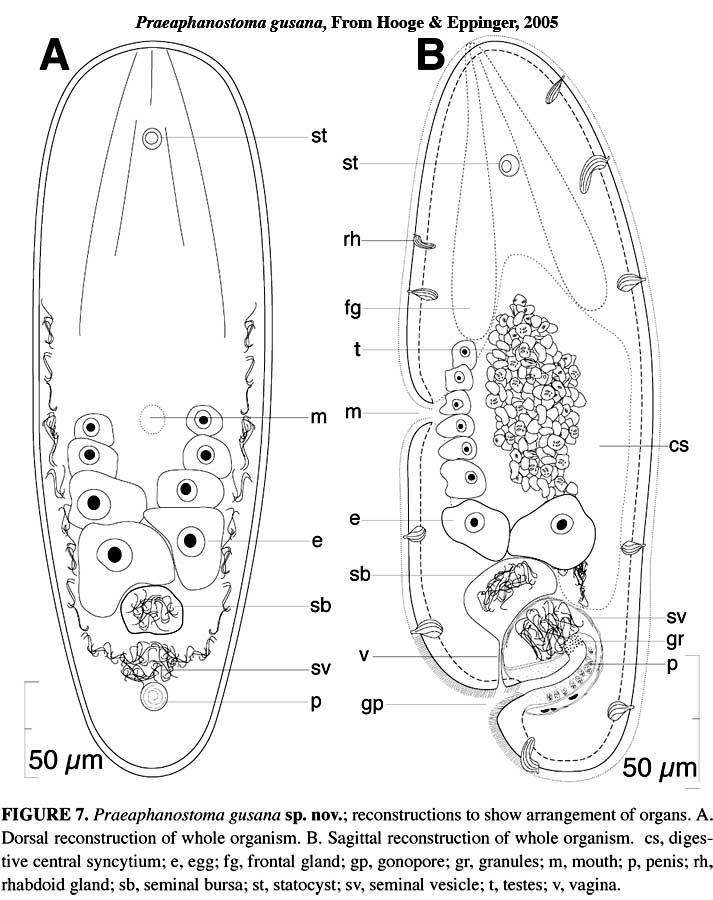 Praeaphanostoma gusana, From Hooge & Eppinger, 2005
A
B
st
st
rh
fg
t
m
m
cs
e
e
sb
sb
sv
gr
v
sv
p
p
gp
50 µm
50 µm
FIGURE 7. Praeaphanostoma gusana sp. nov.; reconstructions to show arrangement of organs. A.
Dorsal reconstruction of whole organism. B. Sagittal reconstruction of whole organism. cs, diges-
tive central syncytium; e, egg; fg, frontal gland; gp, gonopore; gr, granules; m, mouth; p, penis; rh,
rhabdoid gland; sb, seminal bursa; st, statocyst; sv, seminal vesicle; t, testes; v, vagina.